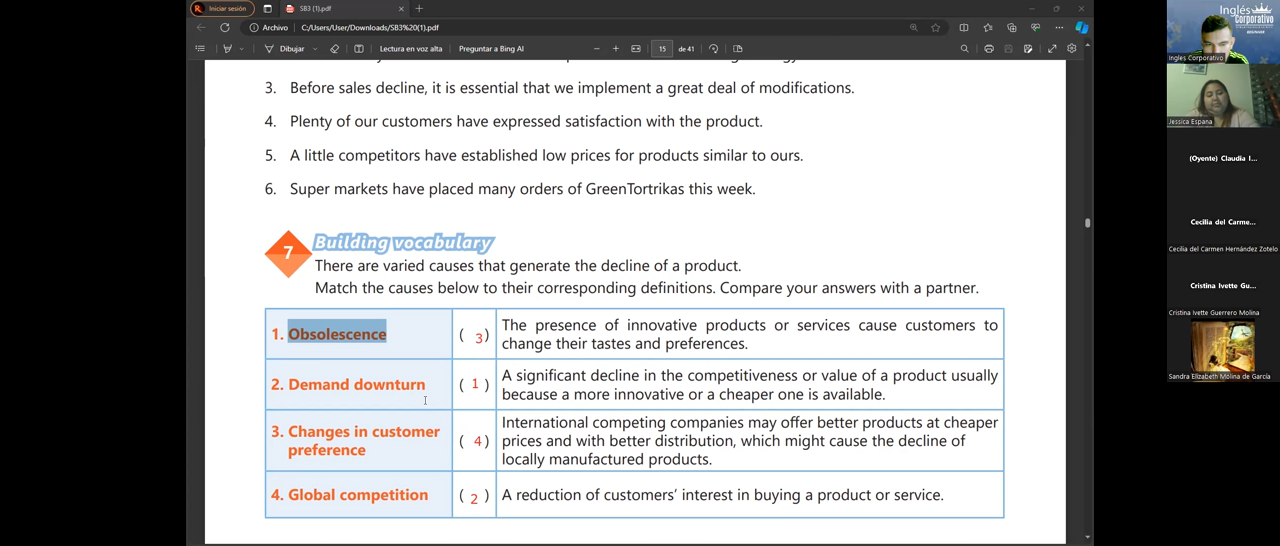 Iniciar sesión
SB3 (1).pdf
Archivo
C:/Users/User/Downloads/SB3%20(1).pdf
Dibujar
Lectura en voz alta
Preguntar a Bing AI
15
de 41
3. Before sales decline, it is essential that we implement a great deal of modifications.
4. Plenty of our customers have expressed satisfaction with the product.
5. A little competitors have established low prices for products similar to ours.
6. Super markets have placed many orders of GreenTortrikas this week.
7
Building vocabulary
There are varied causes that generate the decline of a product.
Match the causes below to their corresponding definitions. Compare your answers with a partner.
1. Obsolescence
( 3 )
The presence of innovative products or services cause customers to
change their tastes and preferences.
2. Demand downturn
( 1 )
A significant decline in the competitiveness or value of a product usually
because a more innovative or a cheaper one is available.
3. Changes in customer
preference
( 4 )
International competing companies may offer better products at cheaper
prices and with better distribution, which might cause the decline of
locally manufactured products.
4. Global competition
( 2 )
A reduction of customers' interest in buying a product or service.
Inglés
Corporativo
Inglés Corporativo
Jessica Espana
(Oyente) Claudia I...
Cecilia del Carme...
Cecilia del Carmen Hernández Zotelo
Cristina Ivette Gu...
Cristina Ivette Guerrero Molina
Sandra Elizabeth Molina de García